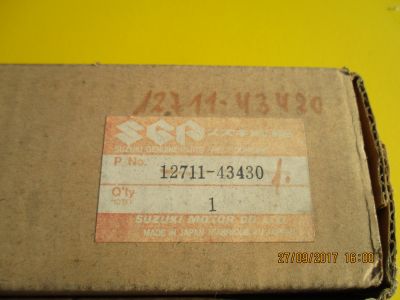 12711-43430
SGP
SUZUKI GENUINE PARTS
P. No. 12711-43430 1.
Q'ty 1
SUZUKI MOTOR CO.,LTD.
MADE IN JAPAN
27/09/2017 16:00